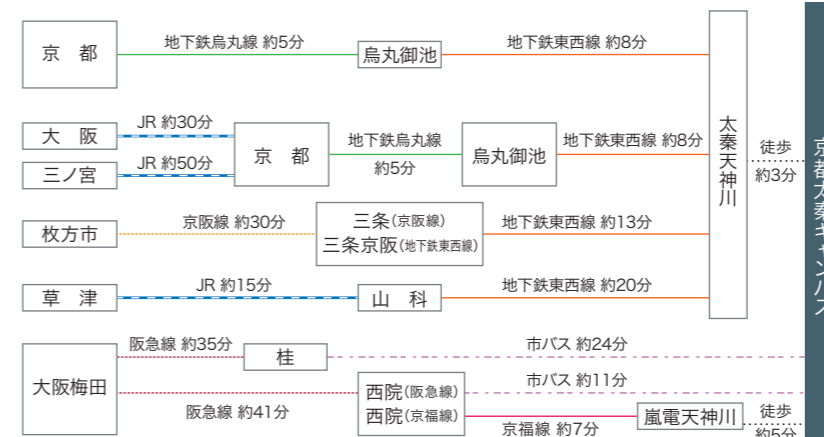 京　都
地下鉄烏丸線 約5分
烏丸御池
地下鉄東西線 約8分
大　阪
JR 約30分
三ノ宮
JR 約50分
京　都
地下鉄烏丸線
約5分
烏丸御池
地下鉄東西線 約8分
枚方市
京阪線 約30分
三条(京阪線)
三条京阪(地下鉄東西線)
地下鉄東西線 約13分
草　津
JR 約15分
山　科
地下鉄東西線 約20分
太秦天神川
徒歩
約3分
大阪梅田
阪急線 約35分
桂
市バス 約24分
阪急線 約41分
西院(阪急線)
西院(京福線)
市バス 約11分
京福線 約7分
嵐電天神川
徒歩
約5分
京都太秦キャンパス